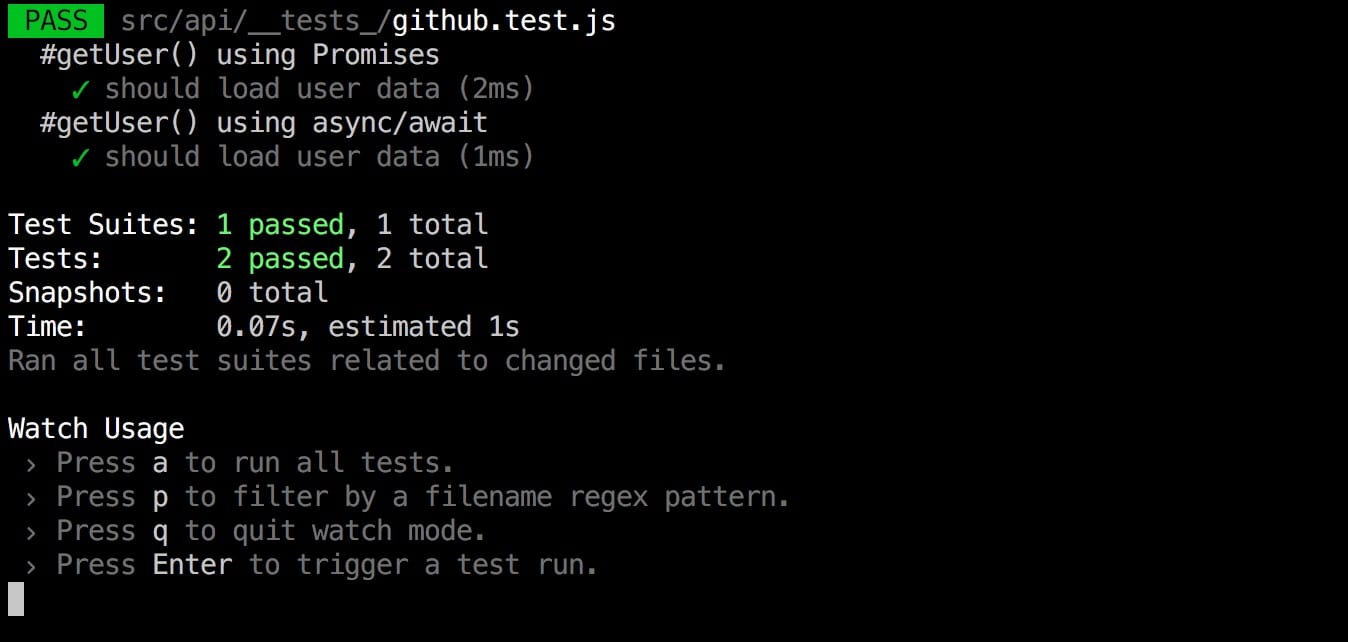 PASS src/api/__tests_/github.test.js
#getUser() using Promises
✓ should load user data (2ms)
#getUser() using async/await
✓ should load user data (1ms)
Test Suites: 1 passed, 1 total
Tests: 2 passed, 2 total
Snapshots: 0 total
Time: 0.07s, estimated 1s
Ran all test suites related to changed files.
Watch Usage
› Press a to run all tests.
› Press p to filter by a filename regex pattern.
› Press q to quit watch mode.
› Press Enter to trigger a test run.